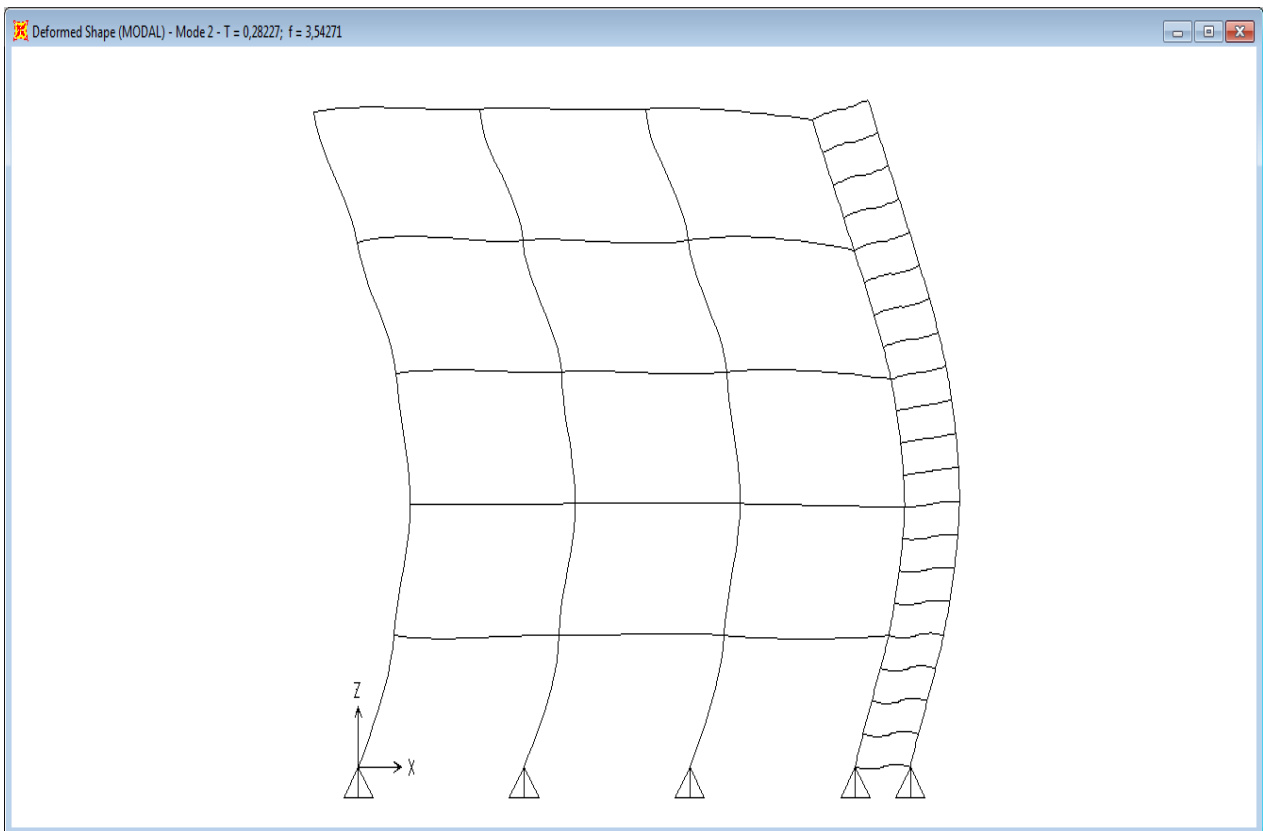 Deformed Shape (MODAL) - Mode 2 - T = 0,28227; f = 3,54271
Z
X